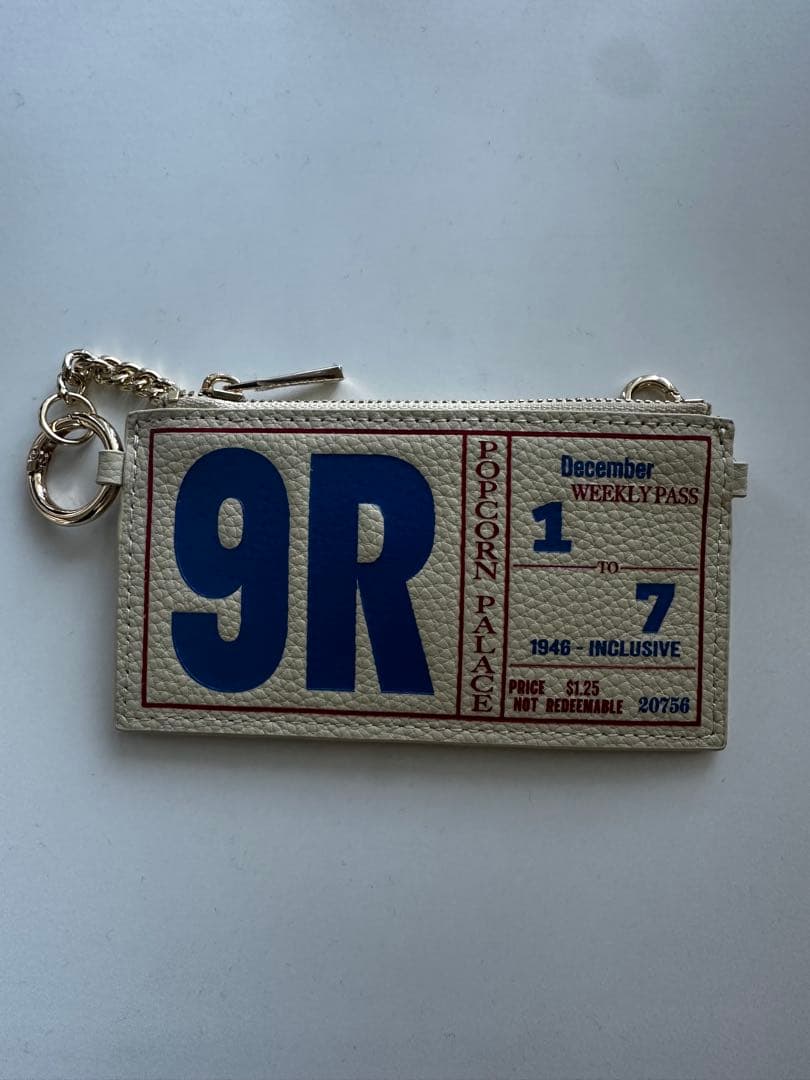 9R
POPCORN PALACE
December
WEEKLY PASS
1
TO
7
1946 - INCLUSIVE
PRICE $1.25
NOT REDEEMABLE 20756